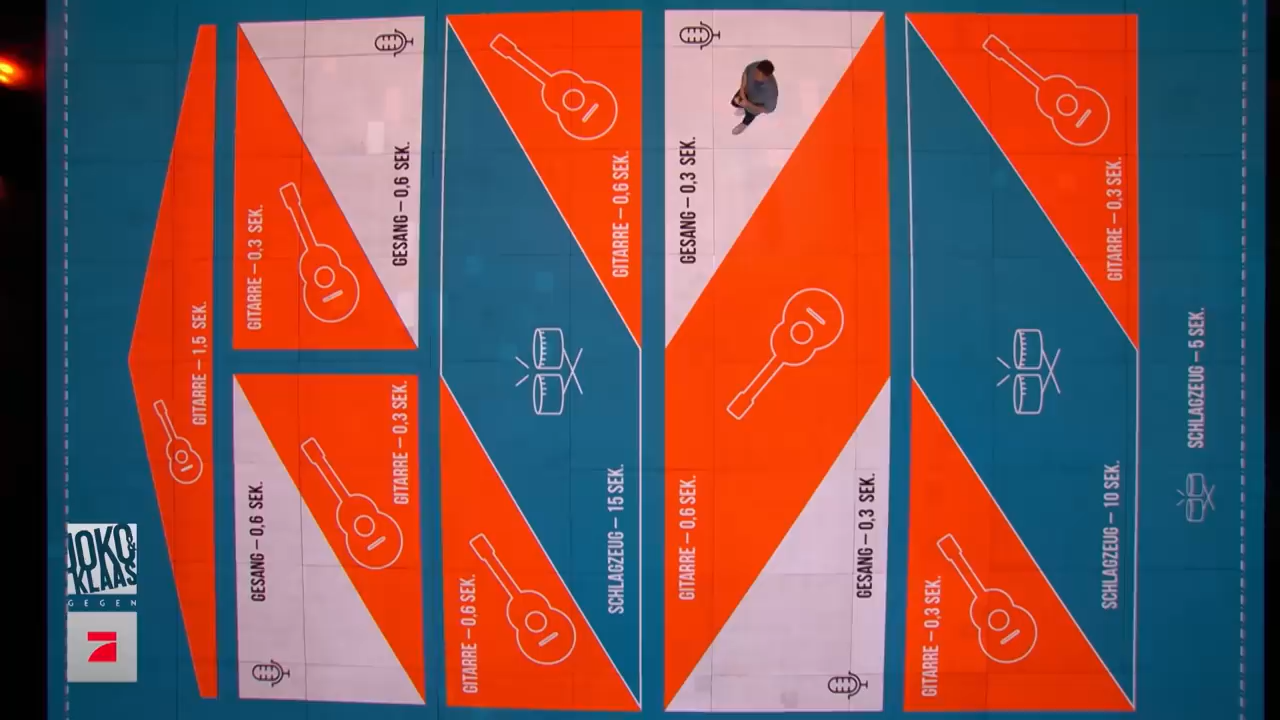 GITARRE – 1,5 SEK.
GITARRE – 0,3 SEK.
GESANG – 0,6 SEK.
GESANG – 0,6 SEK.
GITARRE – 0,3 SEK.
GITARRE – 0,6 SEK.
SCHLAGZEUG – 15 SEK.
GITARRE – 0,6 SEK.
GESANG – 0,3 SEK.
GITARRE – 0,6 SEK.
GESANG – 0,3 SEK.
GITARRE – 0,3 SEK.
SCHLAGZEUG – 10 SEK.
GITARRE – 0,3 SEK.
SCHLAGZEUG – 5 SEK.
JOKO &
KLAAS
GEGEN